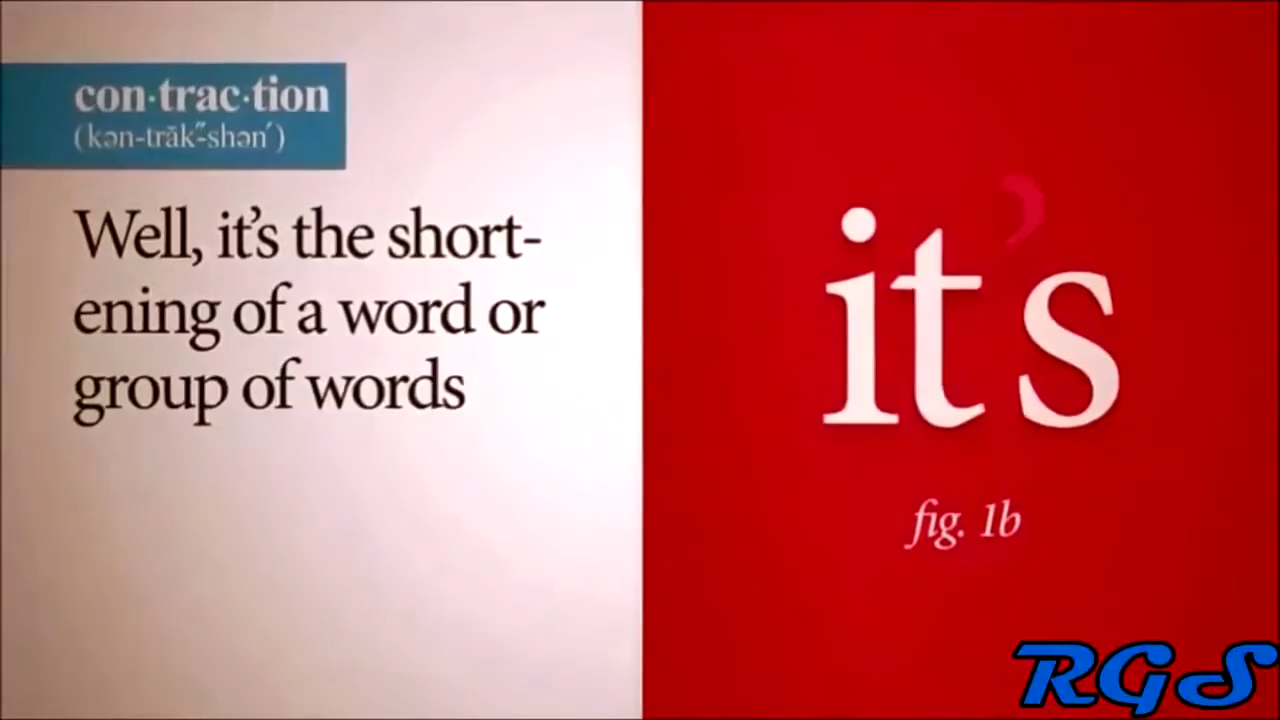 con·trac·tion
(kən-trăk″-shən′)
Well, it’s the short-
ening of a word or
group of words
it’s
fig. 1b
RGS